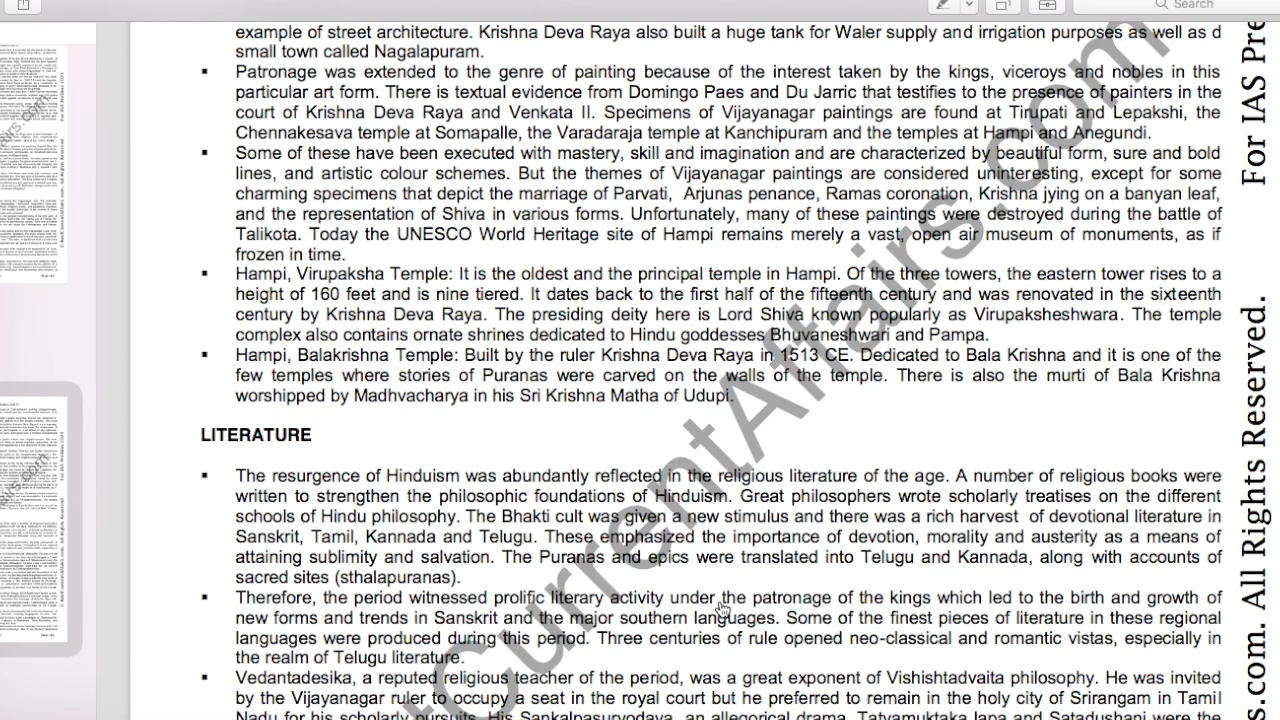 Search
example of street architecture. Krishna Deva Raya also built a huge tank for Waler supply and irrigation purposes as well as d
small town called Nagalapuram.
▪ Patronage was extended to the genre of painting because of the interest taken by the kings, viceroys and nobles in this
particular art form. There is actual evidence from Domingo Paes and Du Jarric that testifies to the presence of painters in the
court of Krishna Deva Raya and Venkata II. Specimens of Vijaynagar paintings are found at Tirupati and Lepakshi, the
Chennakesava temple at Somapalle, the Varadaraja temple at Kanchipuram and the temples at Hampi and Anegundi.
▪ Some of these have been executed with mastery, skill and imagination and are characterized by beautiful form, sure and bold
lines, and artistic colour schemes. But the themes of Vijayanagar paintings are considered uninteresting, except for some
charming specimens that depict the marriage of Parvati, Arjuna penance, Ramas coronation, Krishna jying on a banyan leaf,
and the representation of Shiva in various forms. Unfortunately, many of these paintings were destroyed during the battle of
Talikota. Today the UNESCO World Heritage site of Hampi remains merely a vast open air museum of monuments, as if
frozen in time.
▪ Hampi, Virupaksha Temple: It is the oldest and the principal temple in Hampi. Of the three towers, the eastern tower rises to a
height of 160 feet and is nine tiered. It dates back to the first half of the fifteenth century and was renovated in the sixteenth
century by Krishna Deva Raya. The presiding deity here is Lord Shiva known popularly as Virupaksheshwara. The temple
complex also contains ornate shrines dedicated to Hindu goddesses Bhuvaneshwari and Pampa.
▪ Hampi, Balakrishna Temple: Built by the ruler Krishna Deva Raya in 1513 CE. Dedicated to Bala Krishna and it is one of the
few temples where stories of Puranas were carved on the walls of the temple. There is also the murti of Bala Krishna
worshipped by Madhvacharya in his Sri Krishna Matha of Udupi.
LITERATURE
▪ The resurgence of Hinduism was abundantly reflected in the religious literature of the age. A number of religious books were
written to strengthen the philosophic foundations of Hinduism. Great philosophers wrote scholarly treatises on the different
schools of Hindu philosophy. The Bhakti cult was given a new stimulus and there was a rich harvest of devotional literature in
Sanskrit, Tamil, Kannada and Telugu. These emphasized the importance of devotion, morality and austerity as a means of
attaining sublimity and salvation. The puranas and epics were translated into Telugu and Kannada, along with accounts of
sacred sites (sthalapuranas).
▪ Therefore, the period witnessed prolific literary activity under the patronage of the kings which led to the birth and growth of
new forms and trends in Telugu and the other southern languages. Some of the finest pieces of literature in these regional
languages were produced during this period. Three centuries of rule opened neo-classical and romantic vistas, especially in
the realm of Telugu literature.
▪ Vedantadesika, a reputed religious teacher of the period, was a great exponent of Vishishtadvaita philosophy. He was invited
by the Vijayanagar ruler to occupy a seat in the royal court but he preferred to remain in the holy city of Srirangam in Tamil
Nadu for his scholarly pursuits. His Sankalpasuryodaya, an allegorical drama, Tatvamuktaka lapa and Satadushani were the
tCurrentAffairs.com
s.com. All Rights Reserved. For IAS Pre